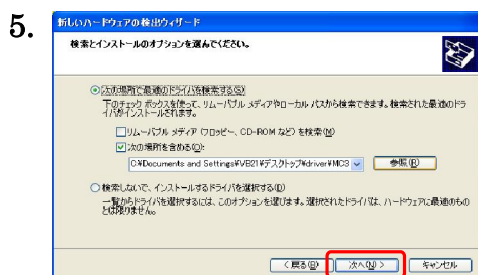 5.
新しいハードウェアの検出ウィザード
検索とインストールのオプションを選んでください。
次の場所で最適のドライバを検索する(S)
下のチェック ボックスを使って、リムーバブル メディアやローカル パスから検索できます。検索された最適のドラ
イバがインストールされます。
リムーバブル メディア (フロッピー、CD-ROM など) を検索(M)
次の場所を含める(O):
C:¥Documents and Settings¥VB21¥デスクトップ¥driver¥MCS
参照(R)
検索しないで、インストールするドライバを選択する(D)
一覧からドライバを選択するには、このオプションを選びます。選択されたドライバは、ハードウェアに最適のもの
とは限りません。
< 戻る(B)
次へ(N) >
キャンセル